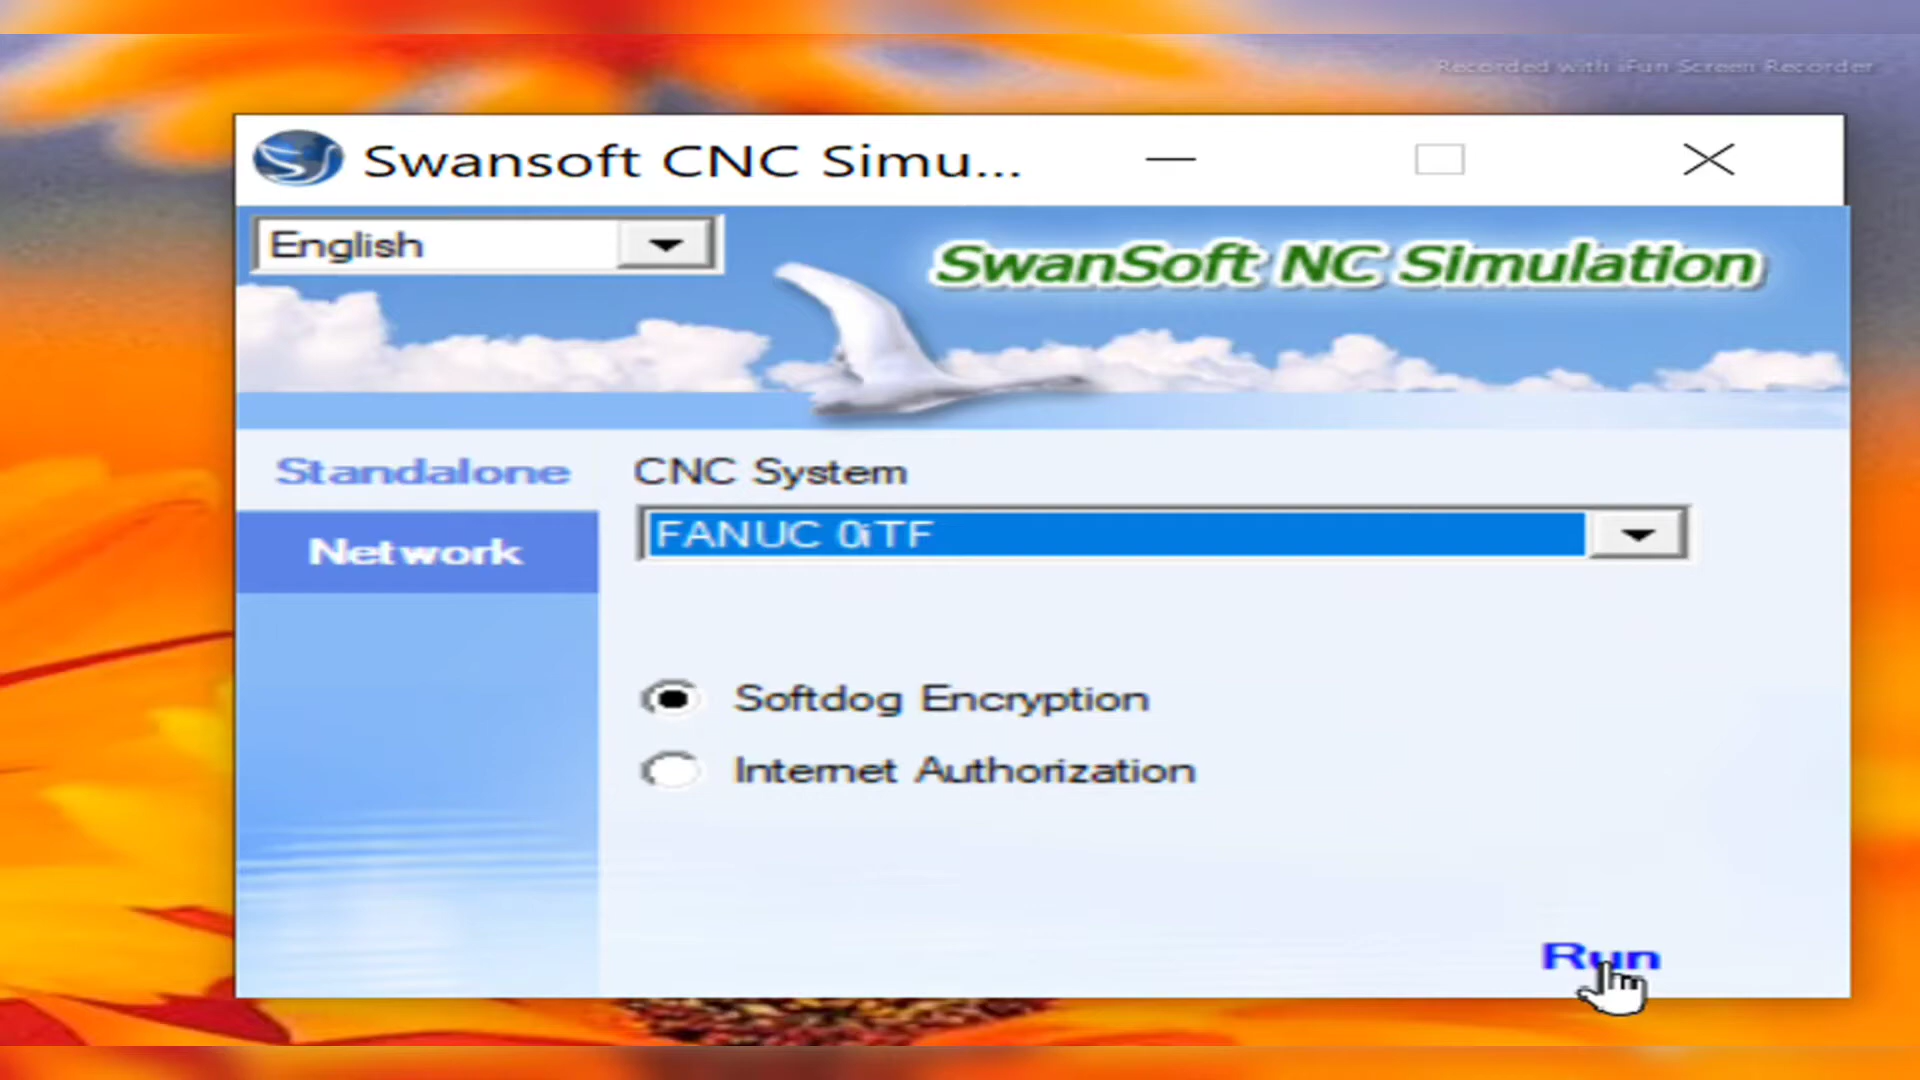 Recorded with iFun Screen Recorder
Swansoft CNC Simu...
English
SwanSoft NC Simulation
Standalone
CNC System
FANUC 0iTF
Network
Softdog Encryption
Internet Authorization
Run